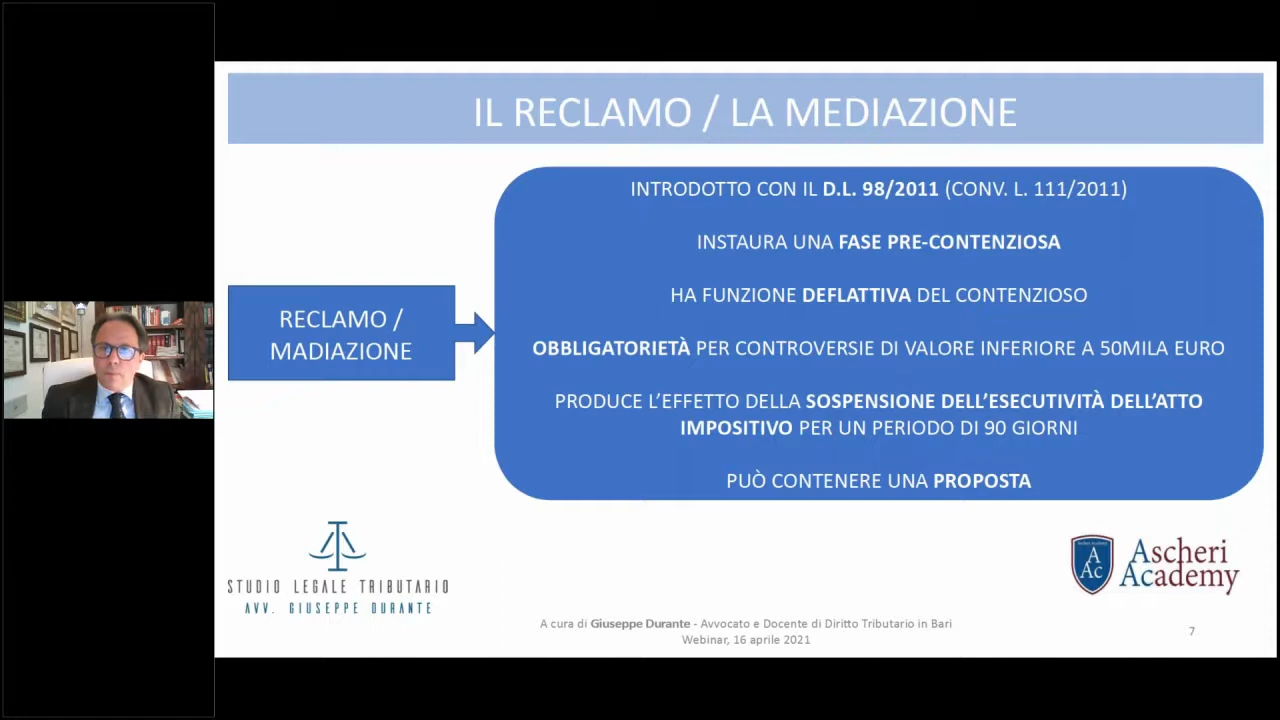 IL RECLAMO / LA MEDIAZIONE
RECLAMO /
MADIAZIONE
INTRODOTTO CON IL D.L. 98/2011 (CONV. L. 111/2011)
INSTAURA UNA FASE PRE-CONTENZIOSA
HA FUNZIONE DEFLATTIVA DEL CONTENZIOSO
OBBLIGATORIETÀ PER CONTROVERSIE DI VALORE INFERIORE A 50MILA EURO
PRODUCE L’EFFETTO DELLA SOSPENSIONE DELL’ESECUTIVITÀ DELL’ATTO
IMPOSITIVO PER UN PERIODO DI 90 GIORNI
PUÒ CONTENERE UNA PROPOSTA
STUDIO LEGALE TRIBUTARIO
AVV. GIUSEPPE DURANTE
A
Ac
Ascheri
Academy
A cura di Giuseppe Durante - Avvocato e Docente di Diritto Tributario in Bari
Webinar, 16 aprile 2021
7